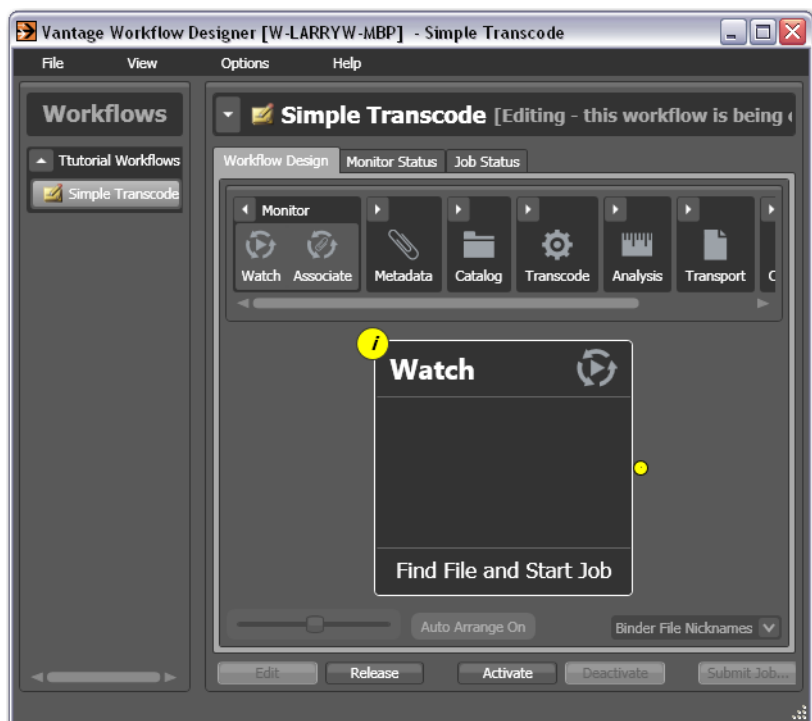 Vantage Workflow Designer [W-LARRYW-MBP] - Simple Transcode
File View Options Help
Workflows
Ttutorial Workflows
Simple Transcode
Simple Transcode [Editing - this workflow is being
Workflow Design Monitor Status Job Status
Monitor
Watch Associate Metadata Catalog Transcode Analysis Transport C
i
Watch
Find File and Start Job
Auto Arrange On Binder File Nicknames
Edit Release Activate Deactivate Submit Job...